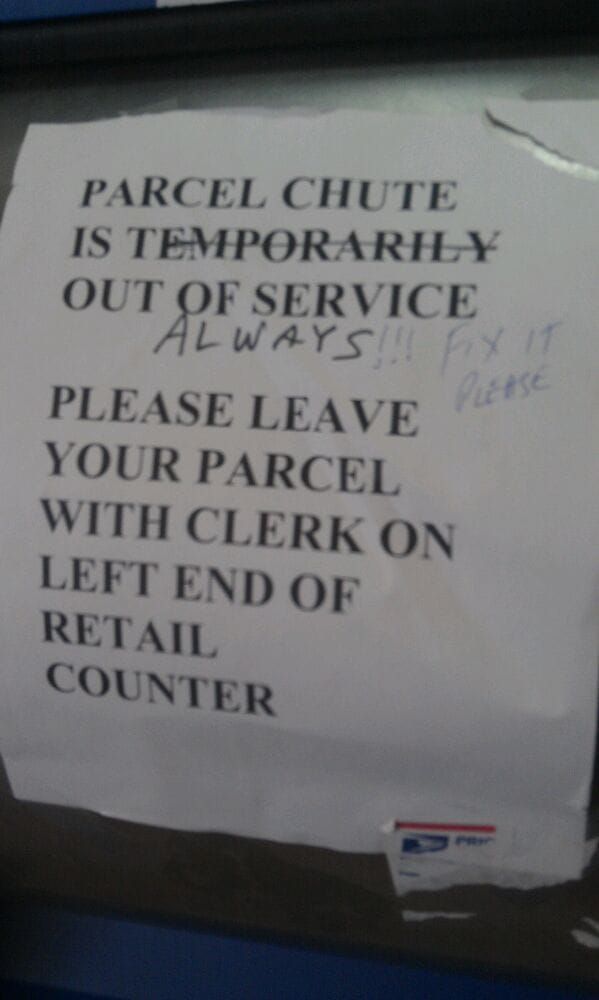 PARCEL CHUTE
IS TEMPORARILY
OUT OF SERVICE
ALWAYS!!! FIX IT
PLEASE
PLEASE LEAVE
YOUR PARCEL
WITH CLERK ON
LEFT END OF
RETAIL
COUNTER
PRI